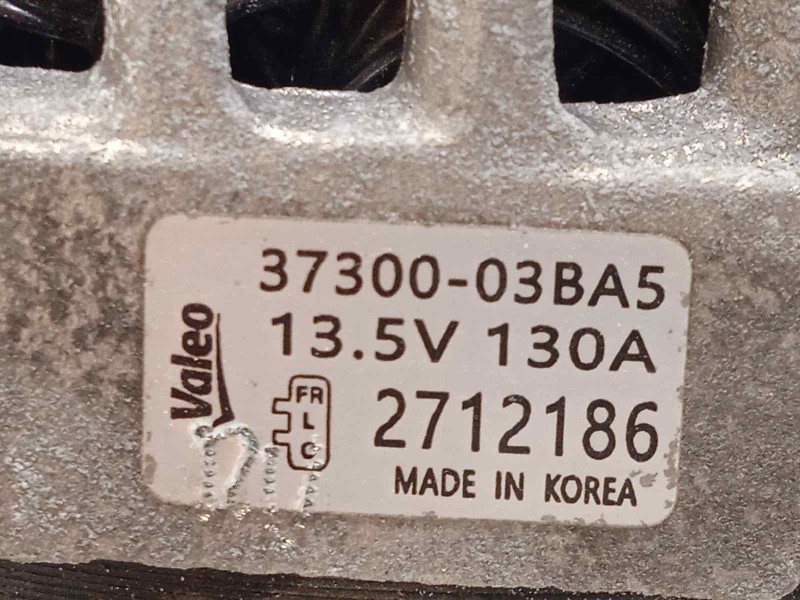 37300-03BA5
13.5V 130A
Valeo
FR
L
C
2712186
MADE IN KOREA